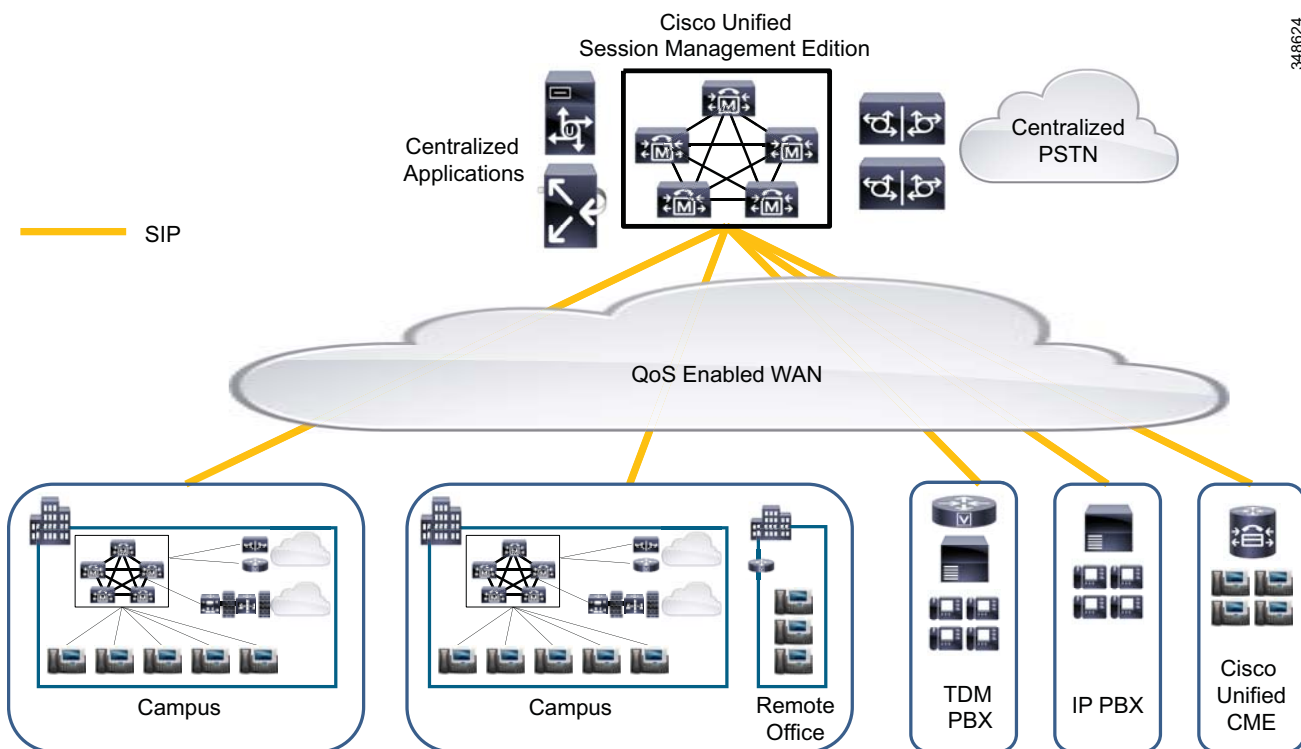 Cisco Unified
Session Management Edition
348624
Centralized
Applications
Centralized
PSTN
SIP
QoS Enabled WAN
Campus
Campus
Remote
Office
V
TDM
PBX
IP PBX
Cisco
Unified
CME
U
M
M
M
M
M